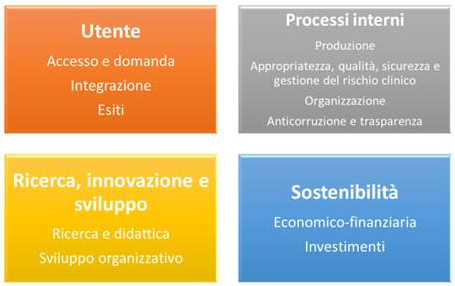 Utente
Accesso e domanda
Integrazione
Esiti
Processi interni
Produzione
Appropriatezza, qualità, sicurezza e
gestione del rischio clinico
Organizzazione
Anticorruzione e trasparenza
Ricerca, innovazione e
sviluppo
Ricerca e didattica
Sviluppo organizzativo
Sostenibilità
Economico-finanziaria
Investimenti